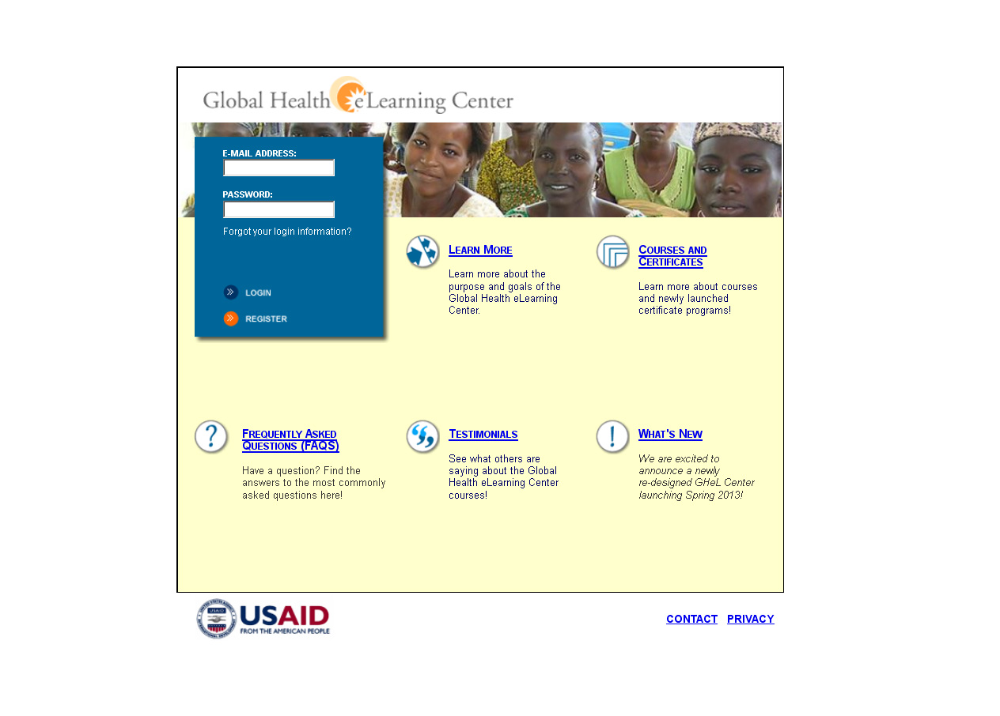 Global Health eLearning Center
E-MAIL ADDRESS:
PASSWORD:
Forgot your login information?
LOGIN
REGISTER
LEARN MORE
Learn more about the
purpose and goals of the
Global Health eLearning
Center.
COURSES AND
CERTIFICATES
Learn more about courses
and newly launched
certificate programs!
FREQUENTLY ASKED
QUESTIONS (FAQS)
Have a question? Find the
answers to the most commonly
asked questions here!
TESTIMONIALS
See what others are
saying about the Global
Health eLearning Center
courses!
WHAT'S NEW
We are excited to
announce a newly
re-designed GHeL Center
launching Spring 2013!
USAID
FROM THE AMERICAN PEOPLE
CONTACT PRIVACY